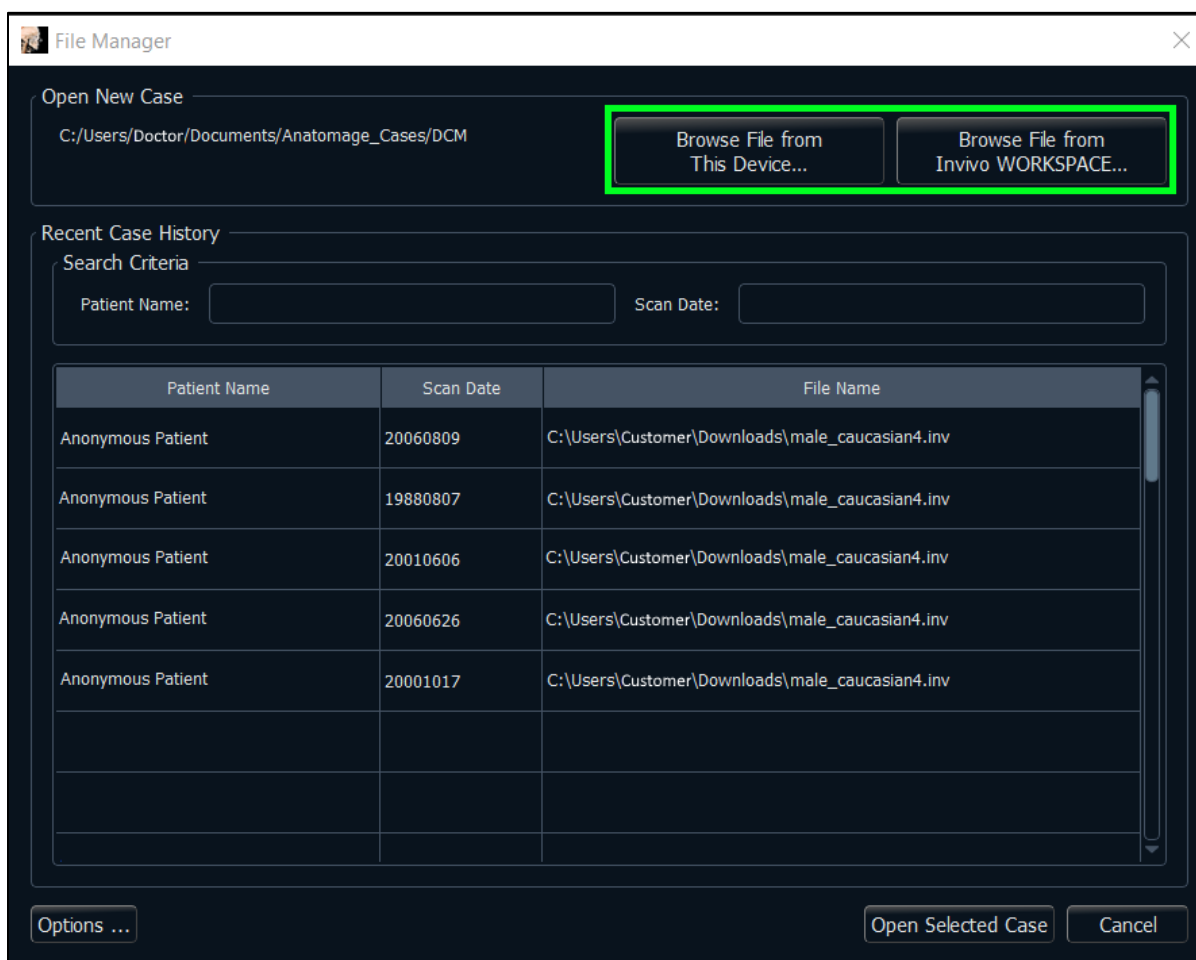 File Manager
Open New Case
C:/Users/Doctor/Documents/Anatomage_Cases/DCM
Browse File from
This Device...
Browse File from
Invivo WORKSPACE...
Recent Case History
Search Criteria
Patient Name:
Scan Date:
Patient Name Scan Date File Name
Anonymous Patient 20060809 C:\Users\Customer\Downloads\male_caucasian4.inv
Anonymous Patient 19880807 C:\Users\Customer\Downloads\male_caucasian4.inv
Anonymous Patient 20010606 C:\Users\Customer\Downloads\male_caucasian4.inv
Anonymous Patient 20060626 C:\Users\Customer\Downloads\male_caucasian4.inv
Anonymous Patient 20001017 C:\Users\Customer\Downloads\male_caucasian4.inv
Options ...
Open Selected Case
Cancel